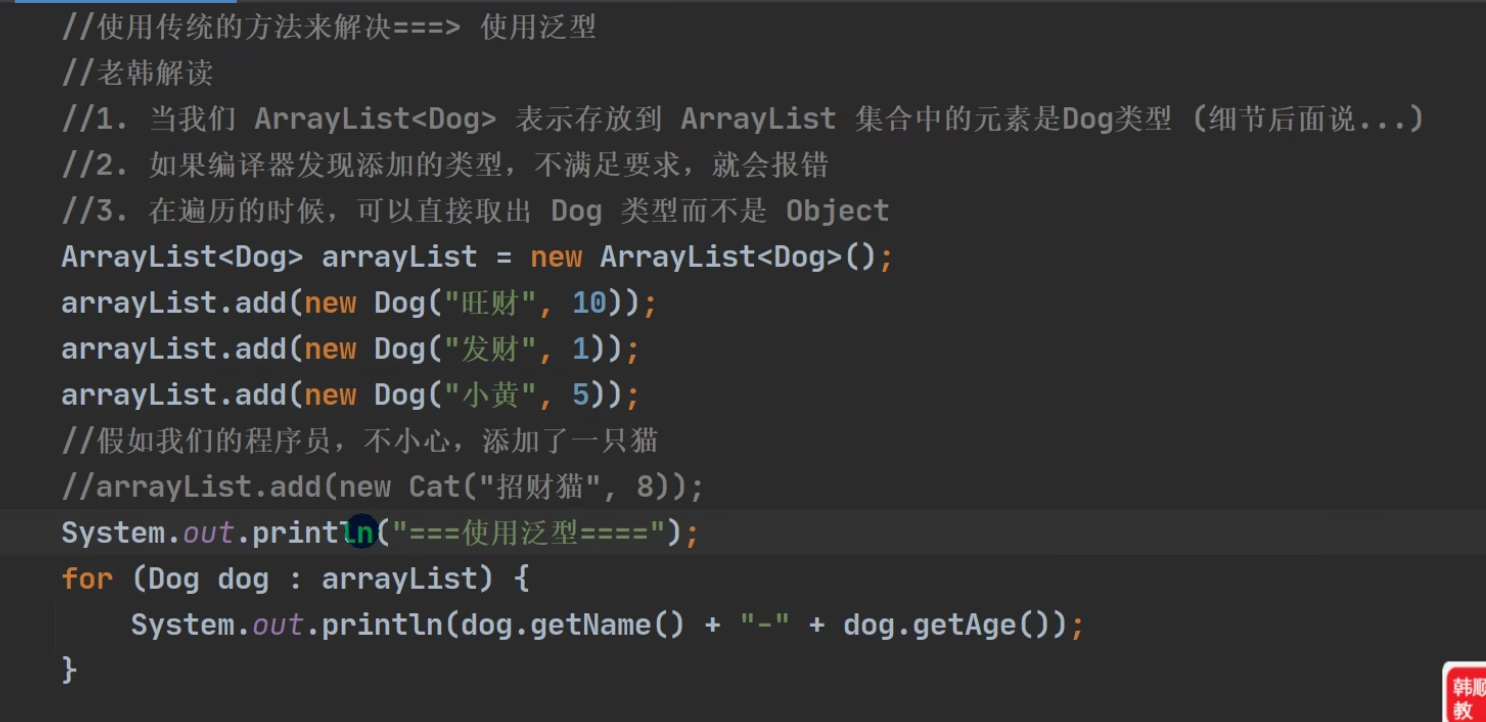 //使用传统的方法来解决===> 使用泛型
//老韩解读
//1. 当我们 ArrayList<Dog> 表示存放到 ArrayList 集合中的元素是Dog类型 (细节后面说...)
//2. 如果编译器发现添加的类型，不满足要求，就会报错
//3. 在遍历的时候，可以直接取出 Dog 类型而不是 Object
ArrayList<Dog> arrayList = new ArrayList<Dog>();
arrayList.add(new Dog("旺财", 10));
arrayList.add(new Dog("发财", 1));
arrayList.add(new Dog("小黄", 5));
//假如我们的程序员，不小心，添加了一只猫
//arrayList.add(new Cat("招财猫", 8));
System.out.println("===使用泛型====");
for (Dog dog : arrayList) {
    System.out.println(dog.getName() + "-" + dog.getAge());
}
韩顺
教